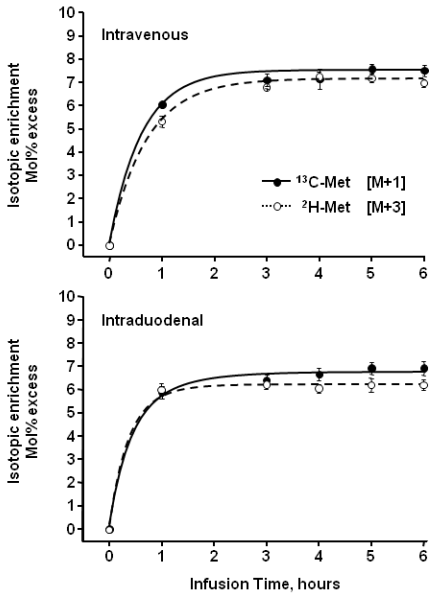 Isotopic enrichment
Mol% excess
10
9
8
7
6
5
4
3
2
1
0
Intravenous
¹³C-Met [M+1]
²H-Met [M+3]
0 1 2 3 4 5 6
Isotopic enrichment
Mol% excess
10
9
8
7
6
5
4
3
2
1
0
Intraduodenal
0 1 2 3 4 5 6
Infusion Time, hours